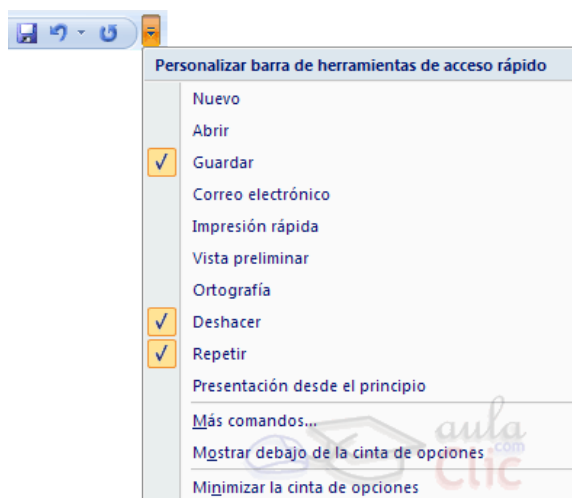 Personalizar barra de herramientas de acceso rápido
Nuevo
Abrir
Guardar
Correo electrónico
Impresión rápida
Vista preliminar
Ortografía
Deshacer
Repetir
Presentación desde el principio
Más comandos...
Mostrar debajo de la cinta de opciones
Minimizar la cinta de opciones
aula
.com
Clic